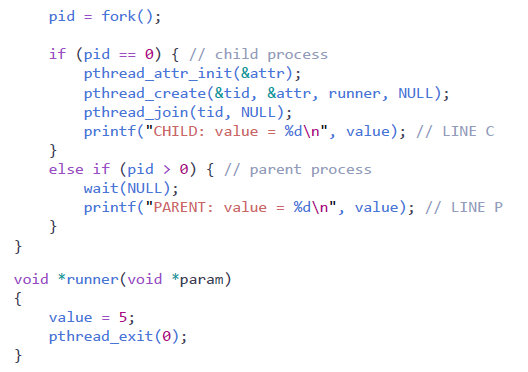 pid = fork();
if (pid == 0) { // child process
pthread_attr_init(&attr);
pthread_create(&tid, &attr, runner, NULL);
pthread_join(tid, NULL);
printf("CHILD: value = %d\n", value); // LINE C
}
else if (pid > 0) { // parent process
wait(NULL);
printf("PARENT: value = %d\n", value); // LINE P
}
}
void *runner(void *param)
{
value = 5;
pthread_exit(0);
}